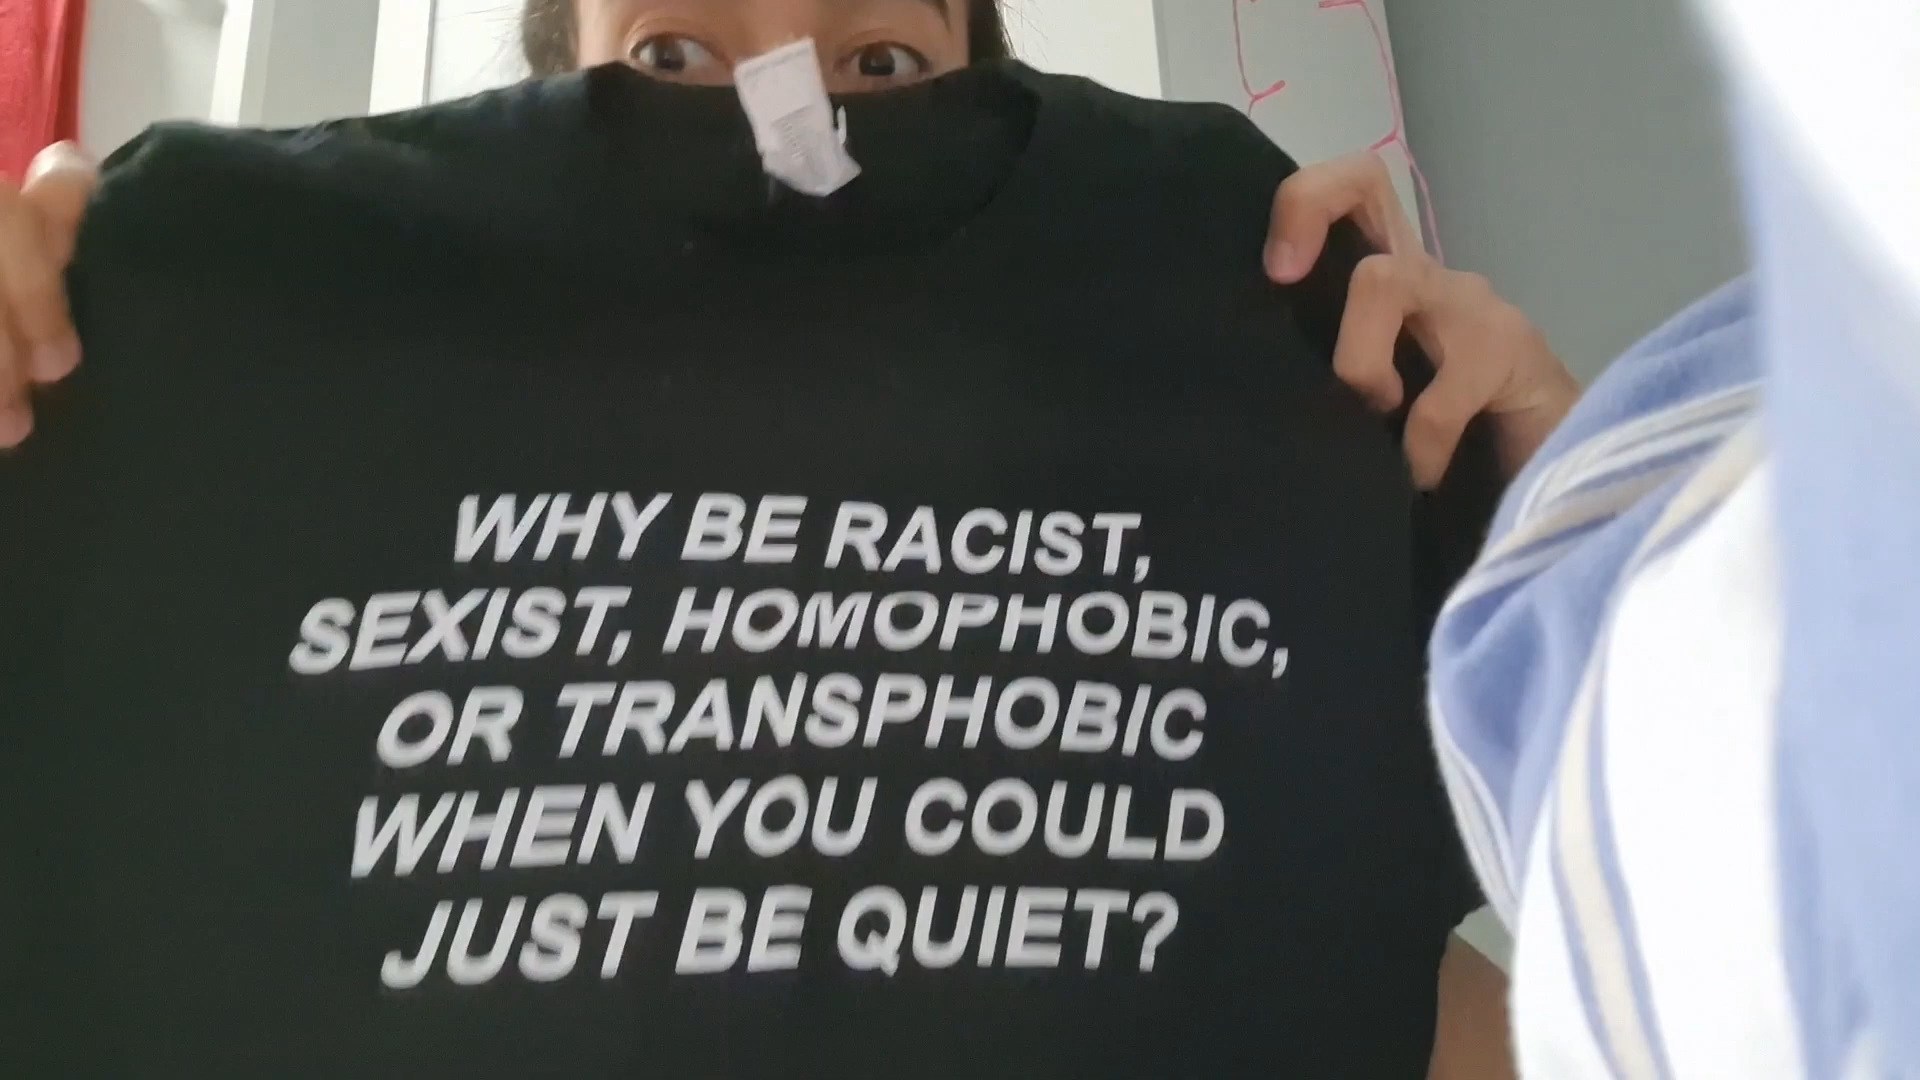 WHY BE RACIST,
SEXIST, HOMOPHOBIC,
OR TRANSPHOBIC
WHEN YOU COULD
JUST BE QUIET?